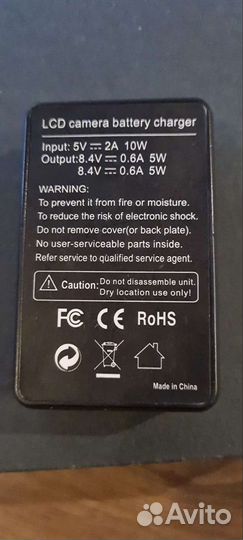 LCD camera battery charger
Input: 5V⎓2A 10W
Output:8.4V⎓0.6A 5W
8.4V⎓0.6A 5W
WARNING:
To prevent it from fire or moisture.
To reduce the risk of electronic shock.
Do not remove cover(or back plate).
No user-serviceable parts inside.
Refer service to qualified service agent.
Caution: Do not disassemble unit.
Dry location use only!
FC CE RoHS
Made in China
Avito